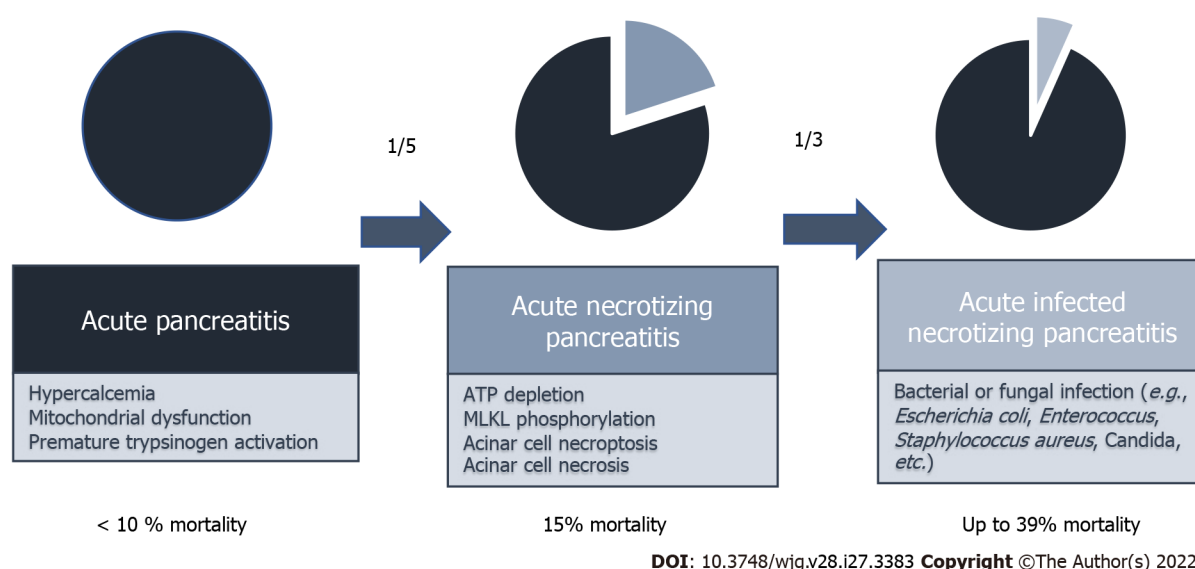 1/5
1/3
Acute pancreatitis
Hypercalcemia
Mitochondrial dysfunction
Premature trypsinogen activation
< 10 % mortality
Acute necrotizing
pancreatitis
ATP depletion
MLKL phosphorylation
Acinar cell necroptosis
Acinar cell necrosis
15% mortality
Acute infected
necrotizing pancreatitis
Bacterial or fungal infection (e.g.,
Escherichia coli, Enterococcus,
Staphylococcus aureus, Candida,
etc.)
Up to 39% mortality
DOI: 10.3748/wjg.v28.i27.3383 Copyright ©The Author(s) 2022